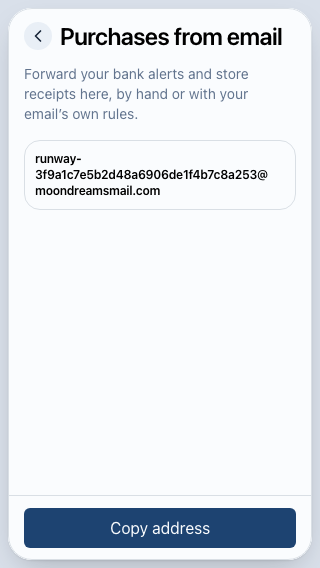 Purchases from email
Forward your bank alerts and store
receipts here, by hand or with your
email’s own rules.
runway-
3f9a1c7e5b2d48a6906de1f4b7c8a253@
moondreamsmail.com
Copy address